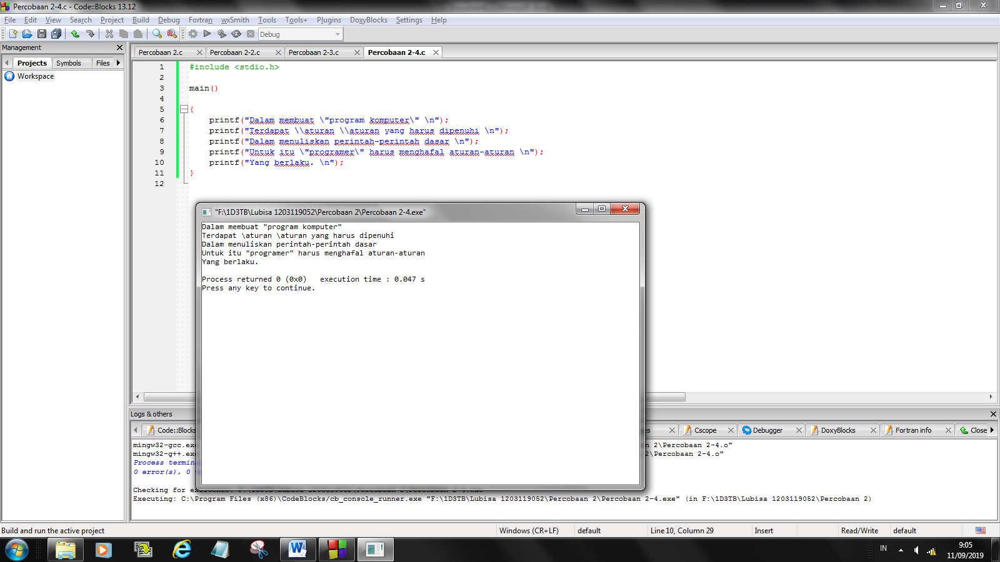 Percobaan 2-4.c - Code::Blocks 13.12
File Edit View Search Project Build Debug Fortran wxSmith Tools Tools+ Plugins DoxyBlocks Settings Help
Debug
Management
Projects Symbols Files
Workspace
Percobaan 2.c Percobaan 2-2.c Percobaan 2-3.c Percobaan 2-4.c
1 #include <stdio.h>
2
3 main()
4
5 {
6 printf("Dalam membuat \"program komputer\" \n");
7 printf("Terdapat \\aturan \\aturan yang harus dipenuhi \n");
8 printf("Dalam menuliskan perintah-perintah dasar \n");
9 printf("Untuk itu \"programer\" harus menghafal aturan-aturan \n");
10 printf("Yang berlaku. \n");
11 }
12
"F:\1D3TB\Lubisa 1203119052\Percobaan 2\Percobaan 2-4.exe"
Dalam membuat "program komputer"
Terdapat \aturan \aturan yang harus dipenuhi
Dalam menuliskan perintah-perintah dasar
Untuk itu "programer" harus menghafal aturan-aturan
Yang berlaku.
Process returned 0 (0x0) execution time : 0.047 s
Press any key to continue.
Logs & others
Code::Blocks Cscope Debugger DoxyBlocks Fortran info Close
mingw32-gcc.ex 2\Percobaan 2-4.o"
mingw32-g++.ex 2\Percobaan 2-4.o"
Process termin
0 error(s), 0
Checking for
Executing: C:\Program Files (x86)\CodeBlocks/cb_console_runner.exe "F:\1D3TB\Lubisa 1203119052\Percobaan 2\Percobaan 2-4.exe" (in F:\1D3TB\Lubisa 1203119052\Percobaan 2)
Build and run the active project Windows (CR+LF) default Line 10, Column 29 Insert Read/Write default
IN
9:05
11/09/2019